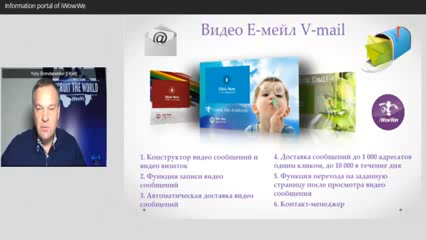 Information portal of iWowWe
Видео Е-мейл V-mail
iWowWe
1. Конструктор видео сообщений и
видео визиток
2. Функция записи видео
сообщений
3. Автоматическая доставка видео
сообщений
4. Доставка сообщений до 1 000 адресатов
одним кликом, до 10 000 в течение дня
5. Функция перехода на заданную
страницу после просмотра видео
сообщения
6. Контакт-менеджер